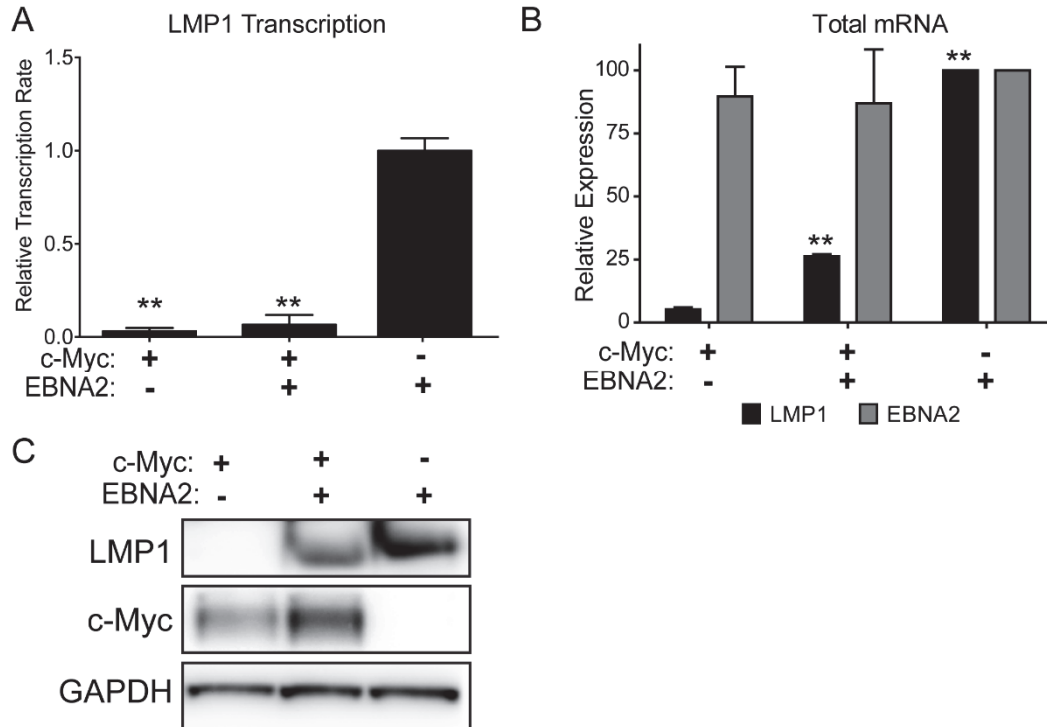 A
LMP1 Transcription
Relative Transcription Rate
1.5
1.0
0.5
0.0
** **
c-Myc: + + -
EBNA2: - + +
B
Total mRNA
Relative Expression
100
75
50
25
0
**
**
c-Myc: + + -
EBNA2: - + +
LMP1 EBNA2
C
c-Myc: + + -
EBNA2: - + +
LMP1
c-Myc
GAPDH